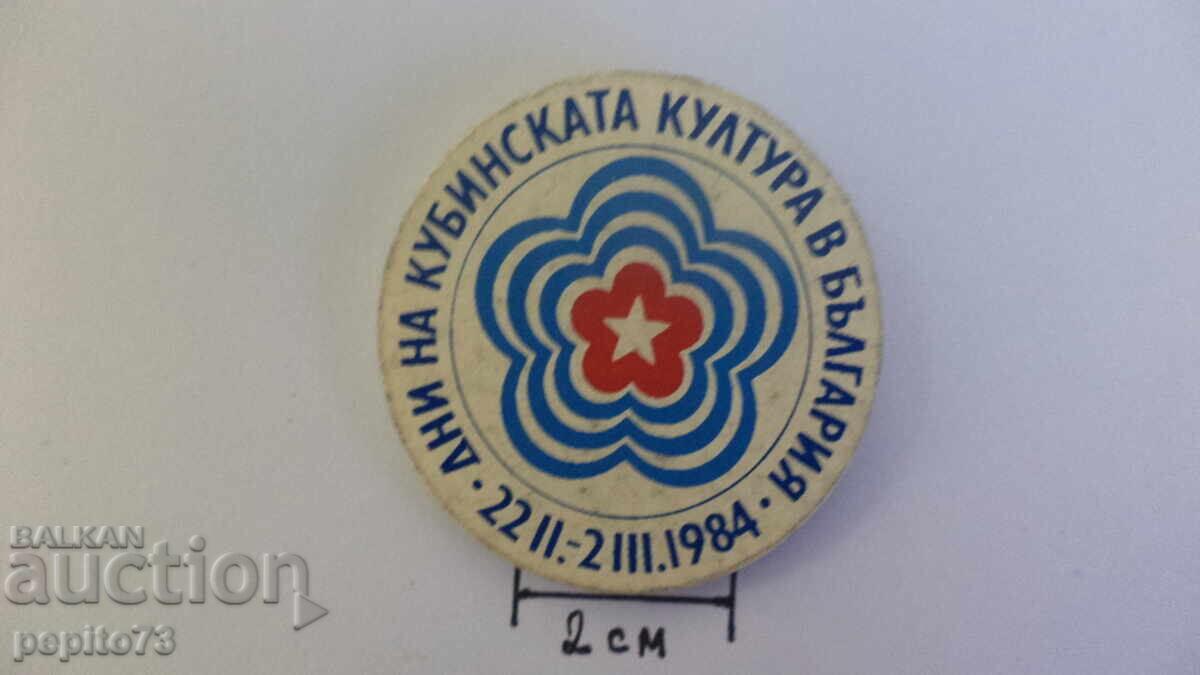 ДНИ НА КУБИНСКАТА КУЛТУРА В БЪЛГАРИЯ
• 22 II.-2 III.1984 •
BALKAN
auction
pepito73
2 см